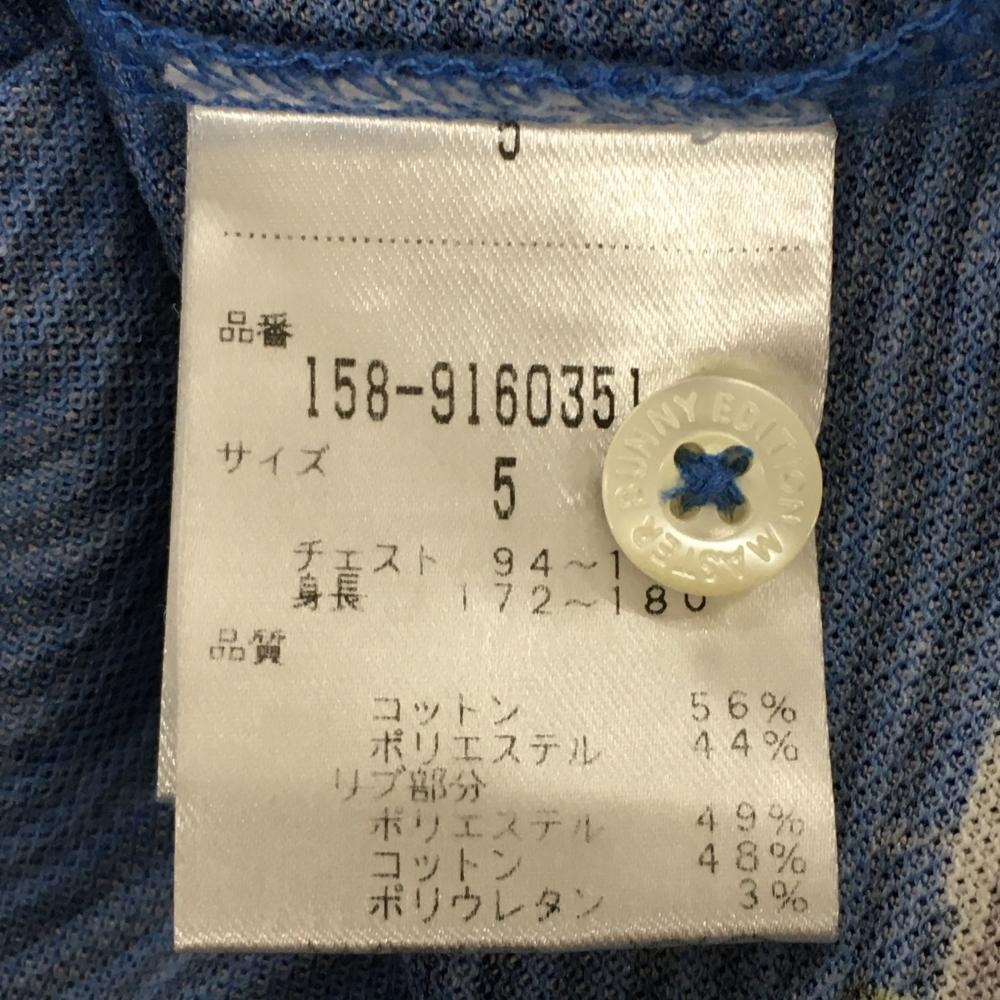 5
品番
158-9160351
サイズ
5
チェスト 94~1
身長 172~180
品質
コットン 56%
ポリエステル 44%
リブ部分
ポリエステル 49%
コットン 48%
ポリウレタン 3%
MASTER BUNNY EDITION